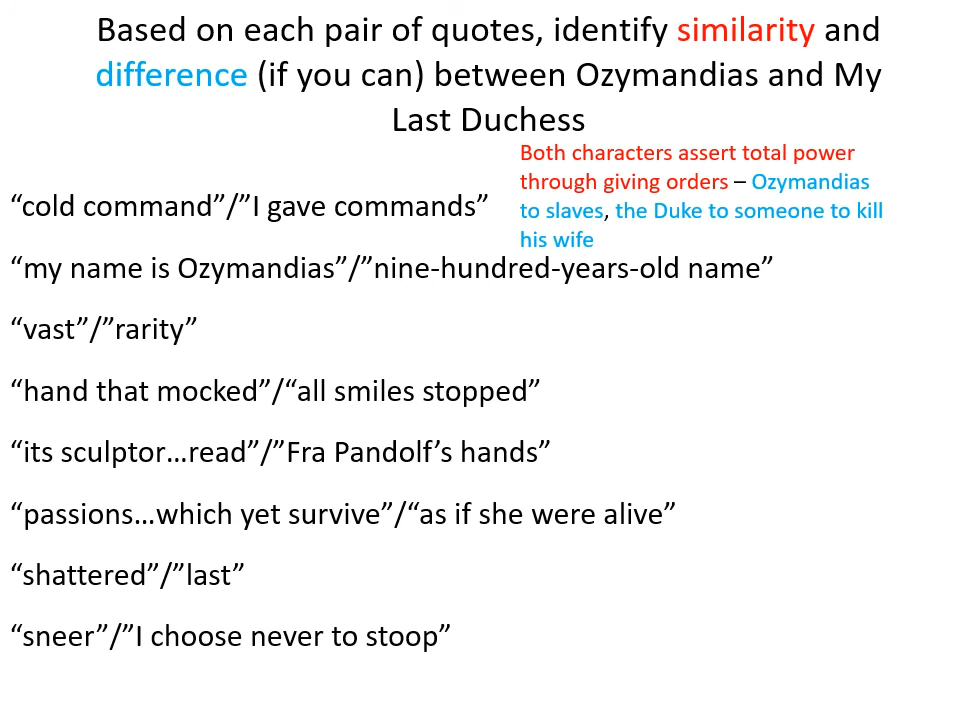 Based on each pair of quotes, identify similarity and
difference (if you can) between Ozymandias and My
Last Duchess
Both characters assert total power
through giving orders – Ozymandias
to slaves, the Duke to someone to kill
his wife
“cold command”/”I gave commands”
“my name is Ozymandias”/”nine-hundred-years-old name”
“vast”/”rarity”
“hand that mocked”/“all smiles stopped”
“its sculptor…read”/”Fra Pandolf’s hands”
“passions…which yet survive”/“as if she were alive”
“shattered”/”last”
“sneer”/”I choose never to stoop”